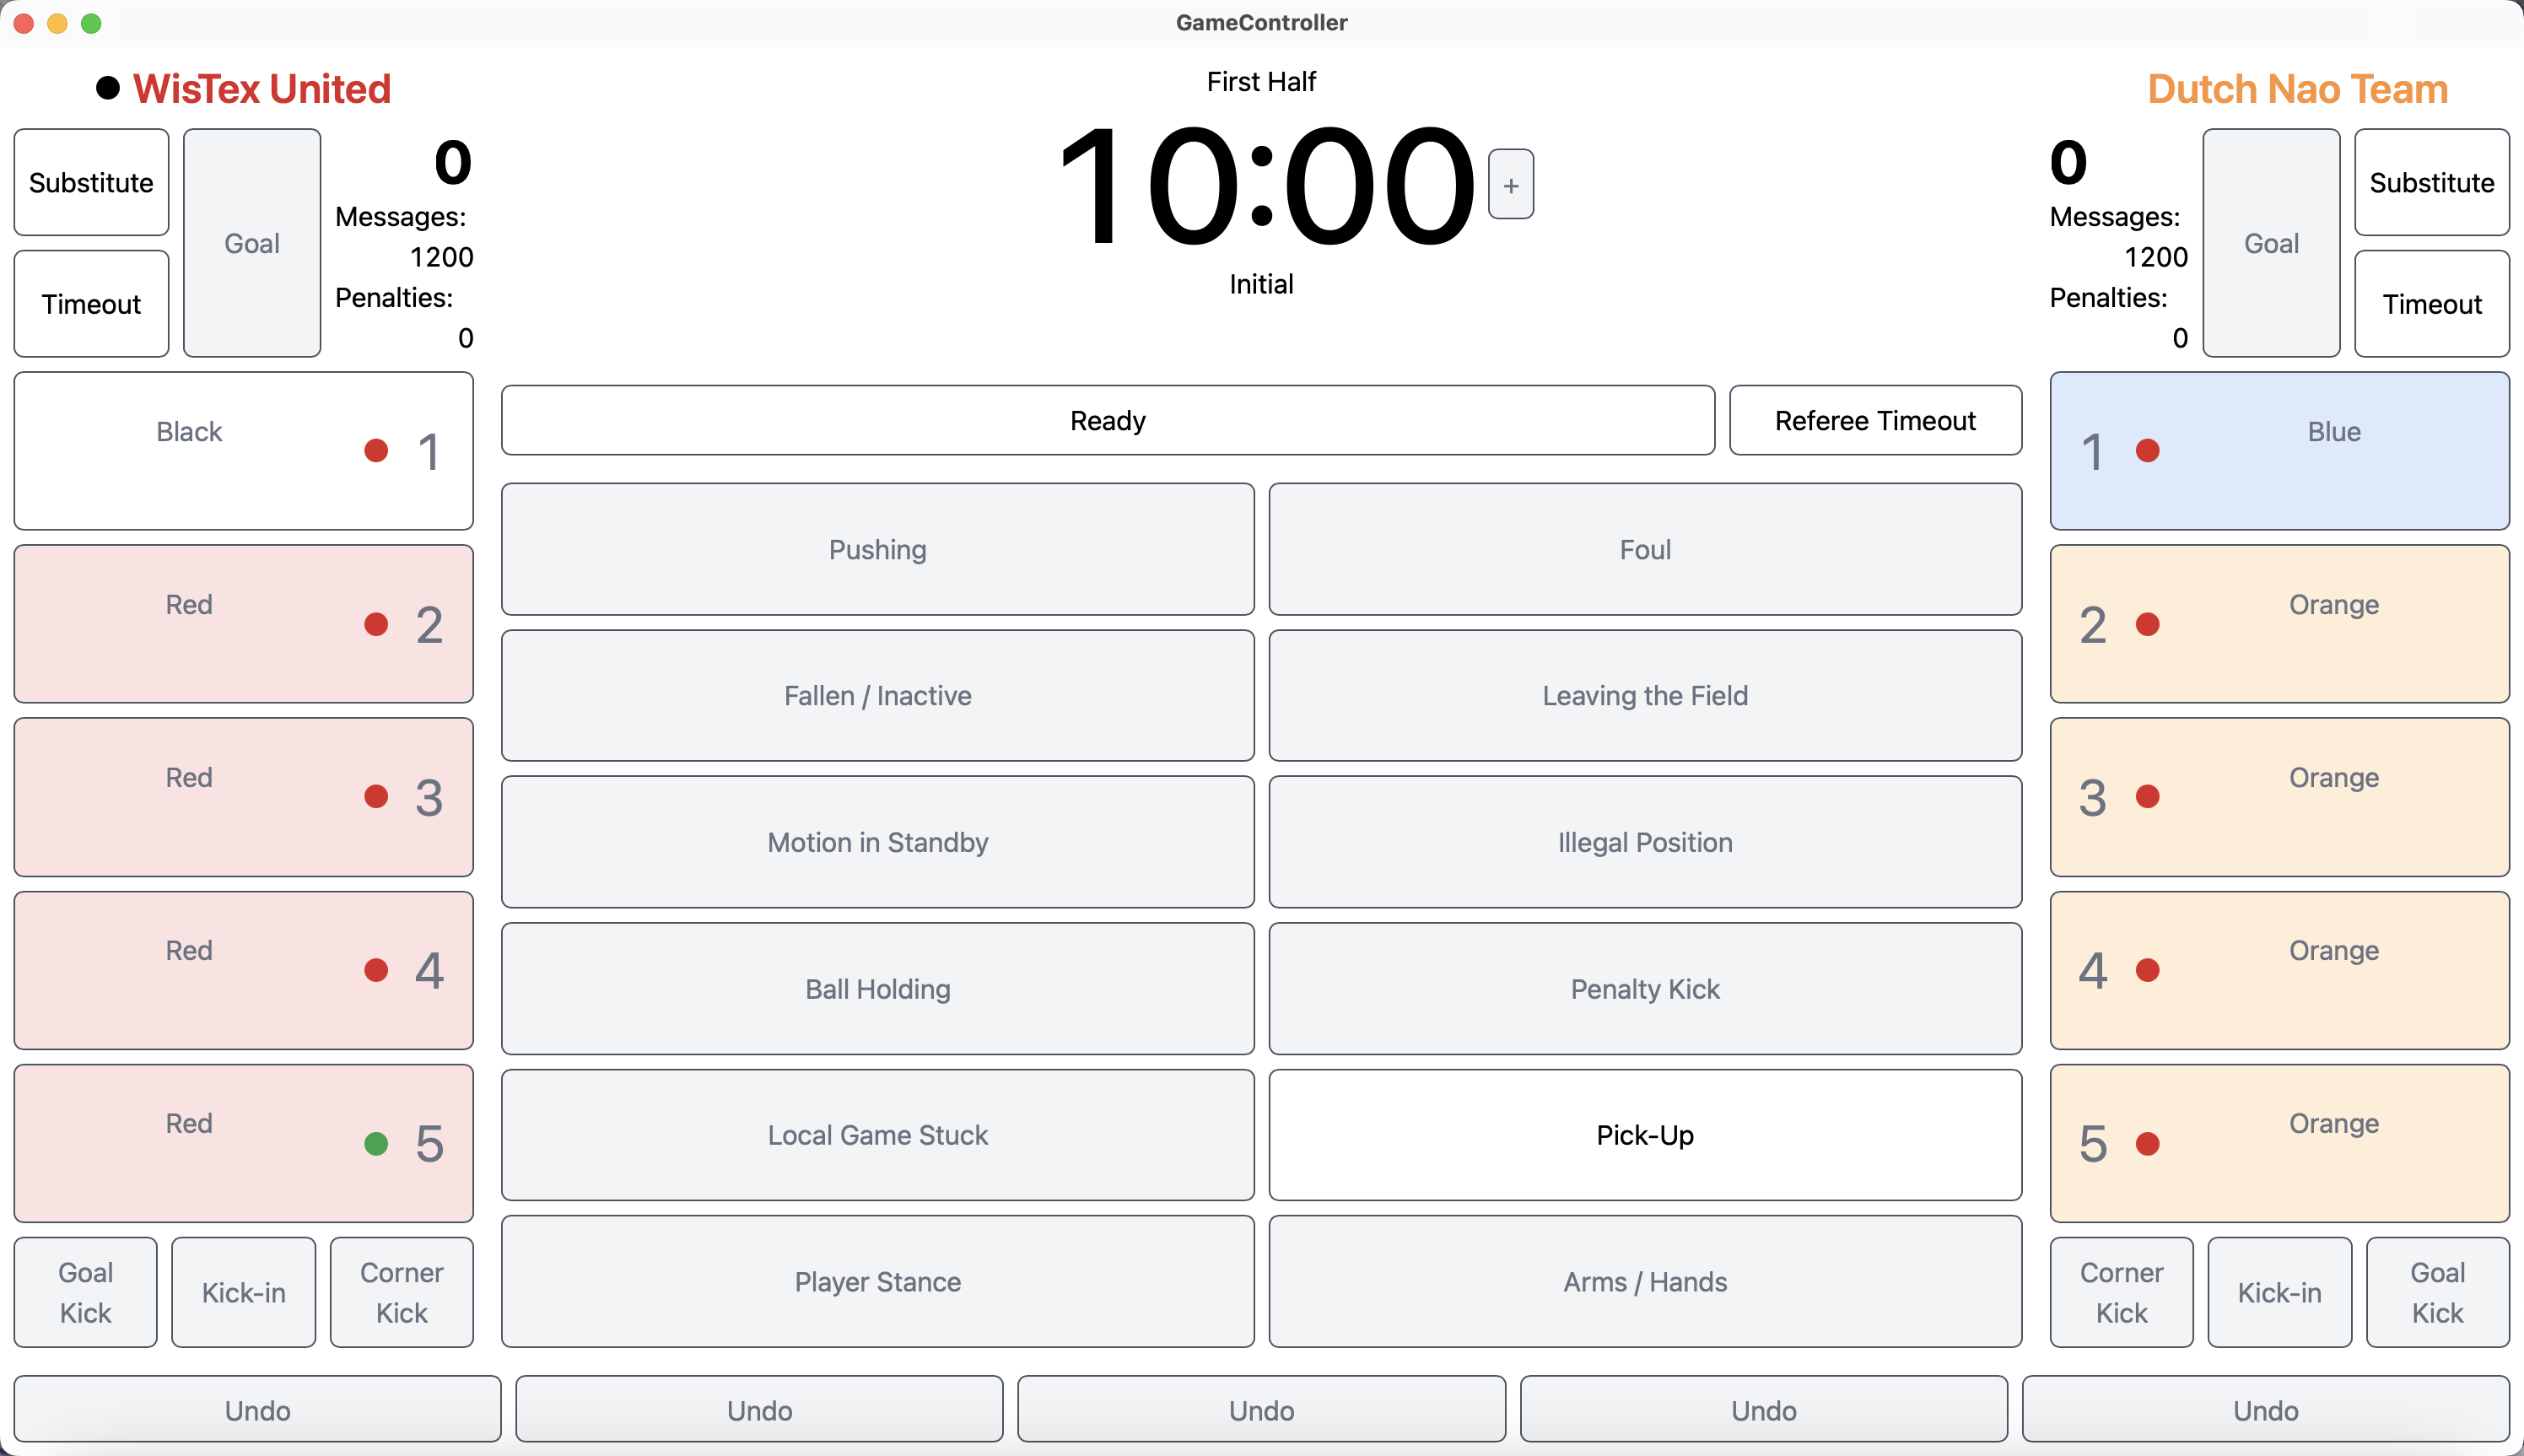 GameController
WisTex United
Substitute
Timeout
Goal
0
Messages:
1200
Penalties:
0
First Half
10:00
+
Initial
Dutch Nao Team
0
Messages:
1200
Penalties:
0
Goal
Substitute
Timeout
Black 1
Red 2
Red 3
Red 4
Red 5
Goal
Kick
Kick-in
Corner
Kick
Ready
Referee Timeout
Pushing
Foul
Fallen / Inactive
Leaving the Field
Motion in Standby
Illegal Position
Ball Holding
Penalty Kick
Local Game Stuck
Pick-Up
Player Stance
Arms / Hands
1 Blue
2 Orange
3 Orange
4 Orange
5 Orange
Corner
Kick
Kick-in
Goal
Kick
Undo
Undo
Undo
Undo
Undo